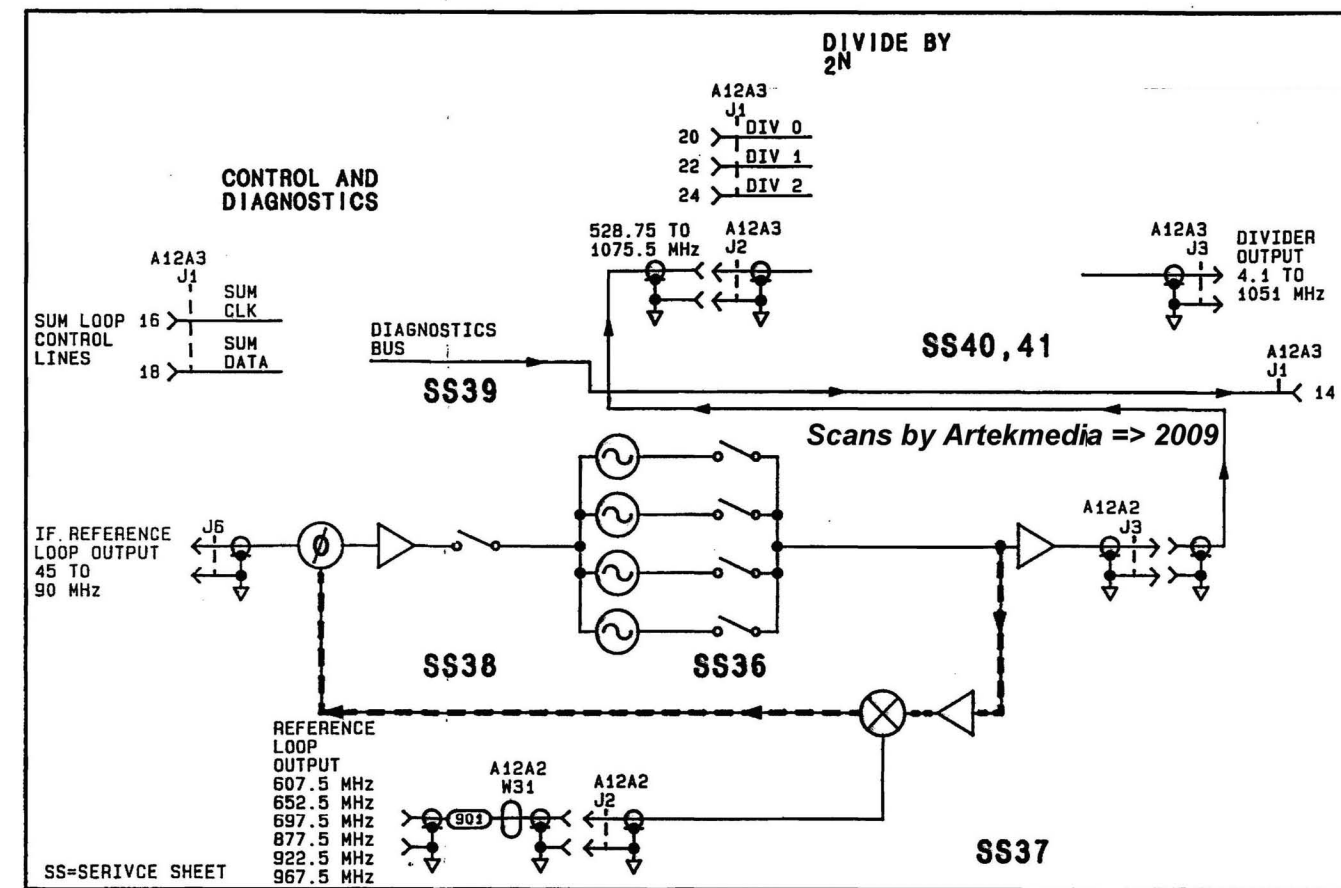 DIVIDE BY
2N
A12A3
J1
20 DIV 0
22 DIV 1
24 DIV 2
CONTROL AND
DIAGNOSTICS
528.75 TO
1075.5 MHz
A12A3
J2
A12A3
J3
DIVIDER
OUTPUT
4.1 TO
1051 MHz
A12A3
J1
SUM LOOP
CONTROL
LINES
16
SUM
CLK
18
SUM
DATA
DIAGNOSTICS
BUS
SS39
SS40,41
A12A3
J1
14
Scans by Artekmedia => 2009
IF. REFERENCE
LOOP OUTPUT
45 TO
90 MHz
J6
A12A2
J3
SS38
SS36
REFERENCE
LOOP
OUTPUT
607.5 MHz
652.5 MHz
697.5 MHz
877.5 MHz
922.5 MHz
967.5 MHz
901
A12A2
W31
A12A2
J2
SS37
SS=SERIVCE SHEET